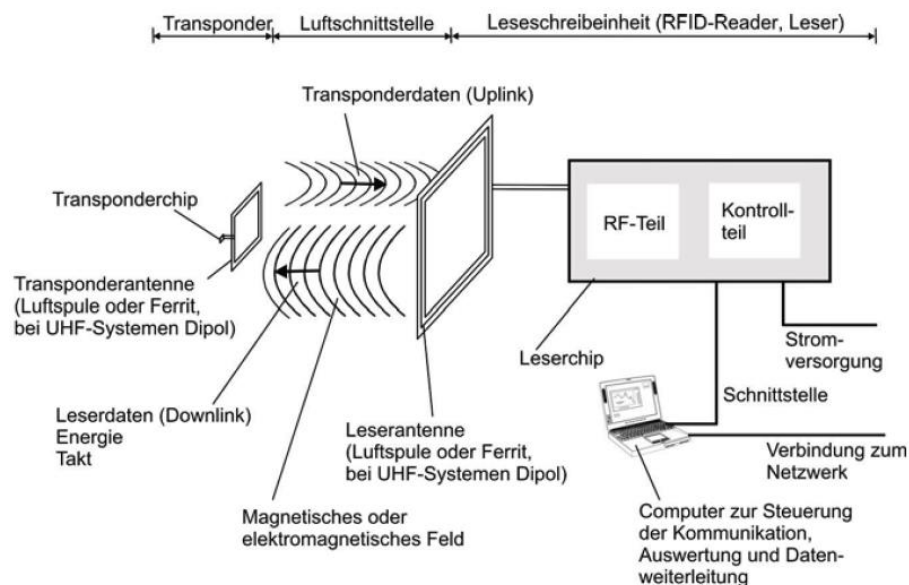 Transponder
Luftschnittstelle
Leseschreibeinheit (RFID-Reader, Leser)
Transponderdaten (Uplink)
Transponderchip
RF-Teil
Kontroll-
teil
Transponderantenne
(Luftspule oder Ferrit,
bei UHF-Systemen Dipol)
Leserchip
Strom-
versorgung
Schnittstelle
Leserdaten (Downlink)
Energie
Takt
Leserantenne
(Luftspule oder Ferrit,
bei UHF-Systemen Dipol)
Verbindung zum
Netzwerk
Magnetisches oder
elektromagnetisches Feld
Computer zur Steuerung
der Kommunikation,
Auswertung und Daten-
weiterleitung